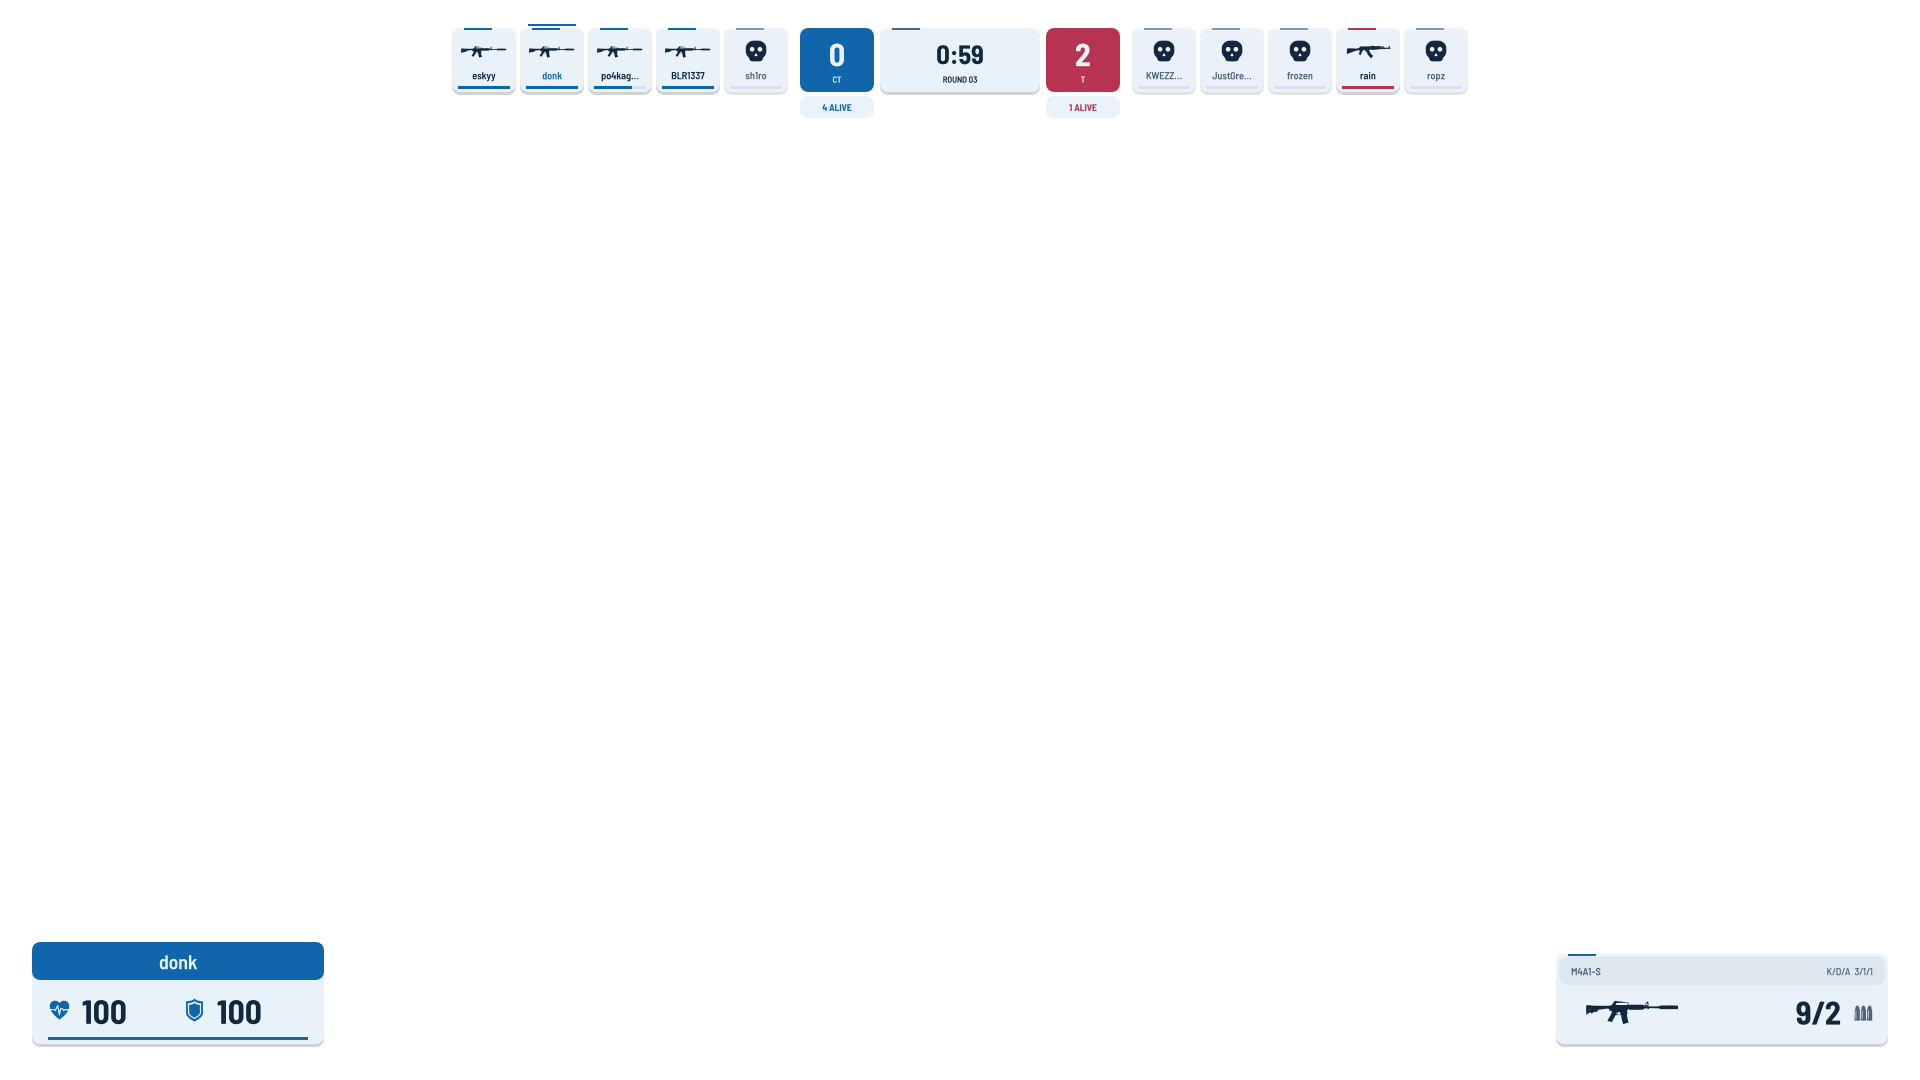 eskyy
donk
po4kag...
BLR1337
sh1ro
0
CT
4 ALIVE
0:59
ROUND 03
2
T
1 ALIVE
KWEZZ...
JustGre...
frozen
rain
ropz
donk
100
100
M4A1-S
K/D/A 3/1/1
9/2